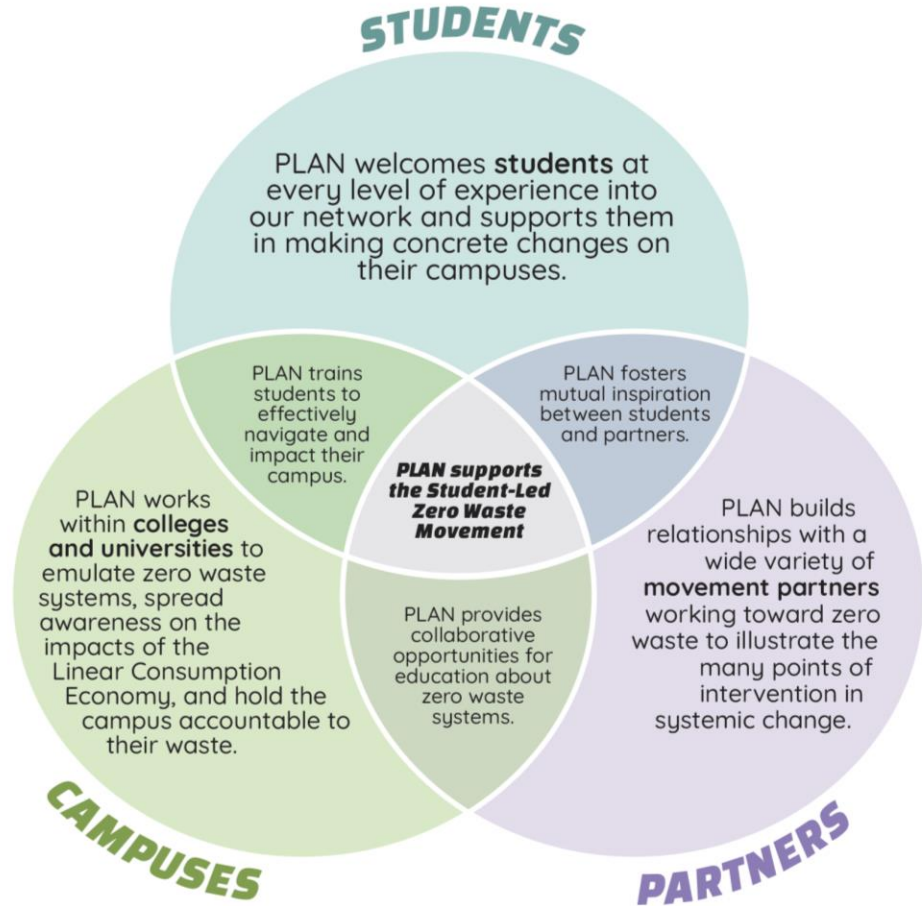 STUDENTS
PLAN welcomes students at
every level of experience into
our network and supports them
in making concrete changes on
their campuses.
PLAN trains
students to
effectively
navigate and
impact their
campus.
PLAN fosters
mutual inspiration
between students
and partners.
PLAN supports
the Student-Led
Zero Waste
Movement
PLAN works
within colleges
and universities to
emulate zero waste
systems, spread
awareness on the
impacts of the
Linear Consumption
Economy, and hold the
campus accountable to
their waste.
PLAN provides
collaborative
opportunities for
education about
zero waste
systems.
PLAN builds
relationships with a
wide variety of
movement partners
working toward zero
waste to illustrate the
many points of
intervention in
systemic change.
CAMPUSES
PARTNERS